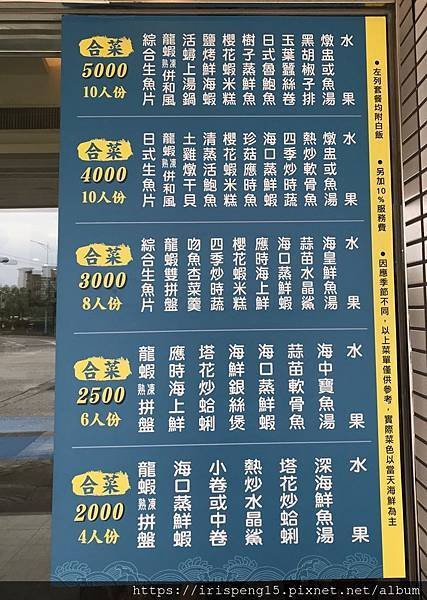 合菜
5000
10人份
綜合生魚片
龍蝦熟凍併和風
活蟳上湯鍋
鹽烤鮮海蝦
櫻花蝦米糕
樹子蒸鮮魚
日式魯鮑魚
玉葉蠶絲卷
黑胡椒子排
燉盅或魚湯
水果
合菜
4000
10人份
日式生魚片
龍蝦熟凍併和風
土雞燉干貝
清蒸活鮑魚
櫻花蝦米糕
珍菇應時魚
海口蒸鮮蝦
四季炒時蔬
熱炒軟骨魚
燉盅或魚湯
水果
合菜
3000
8人份
綜合生魚片
龍蝦雙拼盤
吻魚杏菜羹
四季炒時蔬
櫻花蝦米糕
應時海上鮮
海口蒸鮮蝦
蒜苗水晶鯊
海皇鮮魚湯
水果
合菜
2500
6人份
龍蝦熟凍拼盤
應時海上鮮
塔花炒蛤蜊
海鮮銀絲煲
海口蒸鮮蝦
蒜苗軟骨魚
海中寶魚湯
水果
合菜
2000
4人份
龍蝦熟凍拼盤
海口蒸鮮蝦
小卷或中卷
熱炒水晶鯊
塔花炒蛤蜊
深海鮮魚湯
水果
●左列套餐均附白飯 ●另加10%服務費 ●因應季節不同，以上菜單僅供參考，實際菜色以當天海鮮為主
https://irispeng15.pixnet.net/album